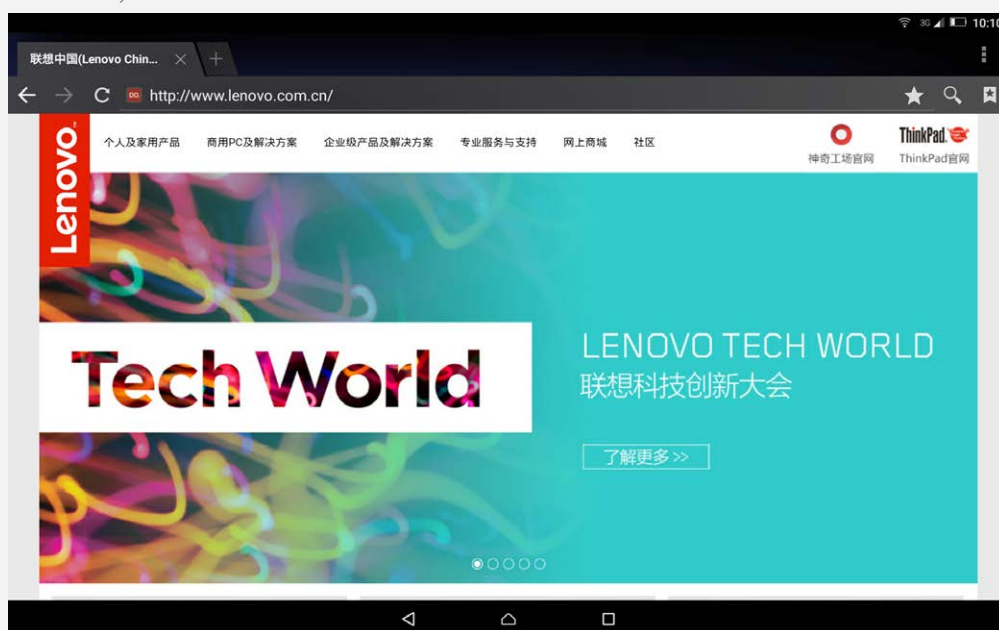 3G 10:10
联想中国(Lenovo Chin...
http://www.lenovo.com.cn/
Lenovo
个人及家用产品 商用PC及解决方案 企业级产品及解决方案 专业服务与支持 网上商城 社区
神奇工场官网
ThinkPad
ThinkPad官网
Tech World
LENOVO TECH WORLD
联想科技创新大会
了解更多 >>